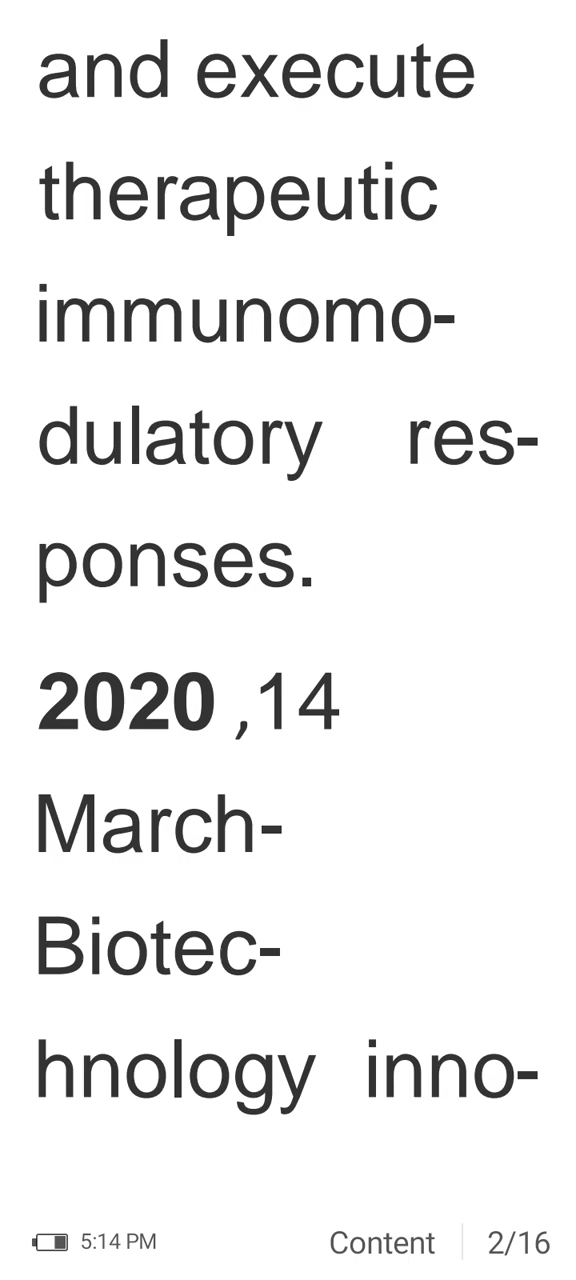 and execute
therapeutic
immunomo-
dulatory res-
ponses.
2020 ,14
March-
Biotec-
hnology inno-
5:14 PM Content 2/16